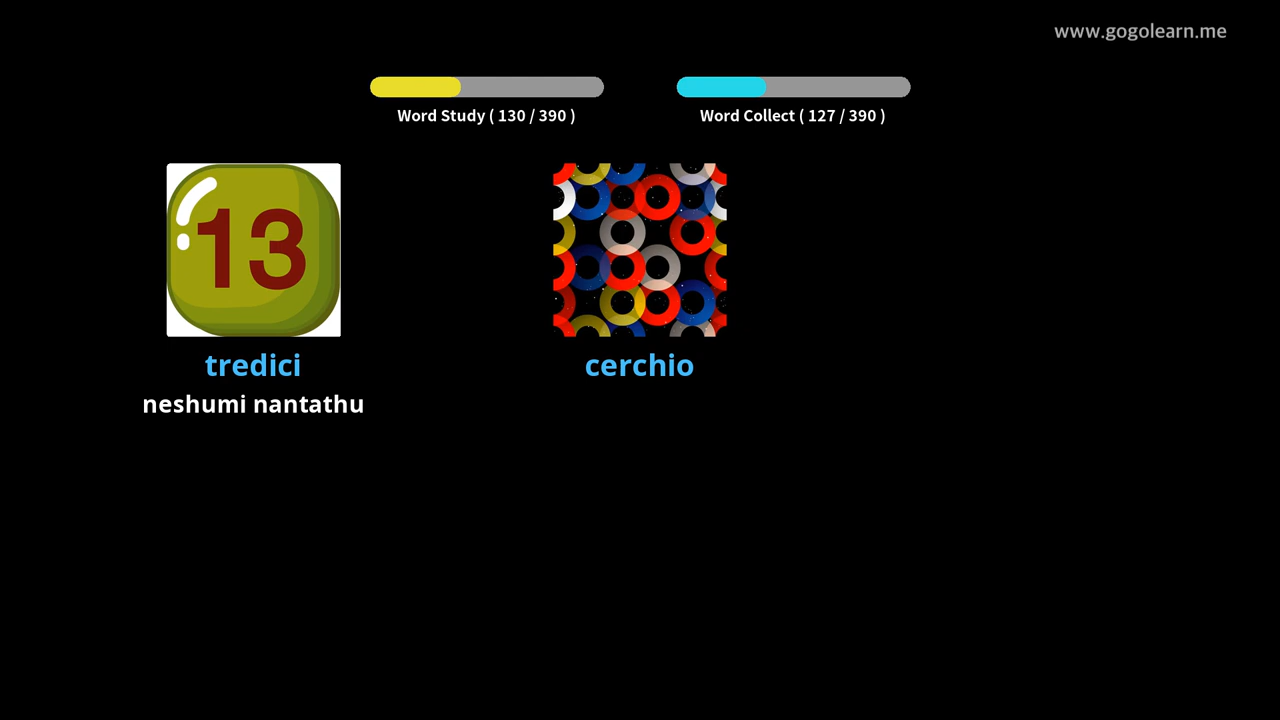 www.gogolearn.me
Word Study ( 130 / 390 )
Word Collect ( 127 / 390 )
13
tredici
cerchio
neshumi nantathu